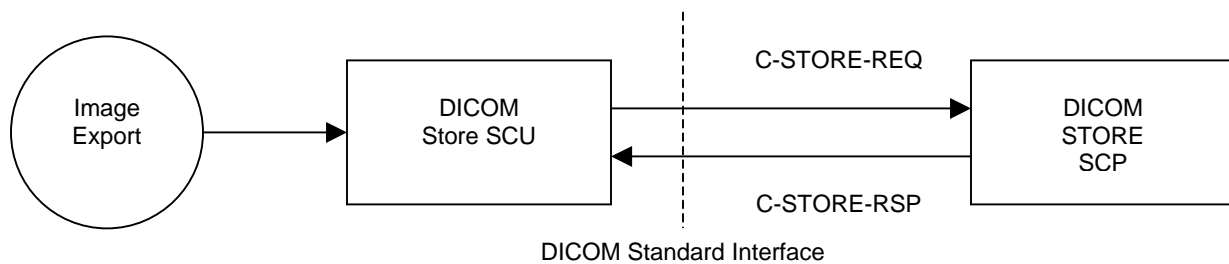 Image
Export
DICOM
Store SCU
C-STORE-REQ
DICOM
STORE
SCP
C-STORE-RSP
DICOM Standard Interface